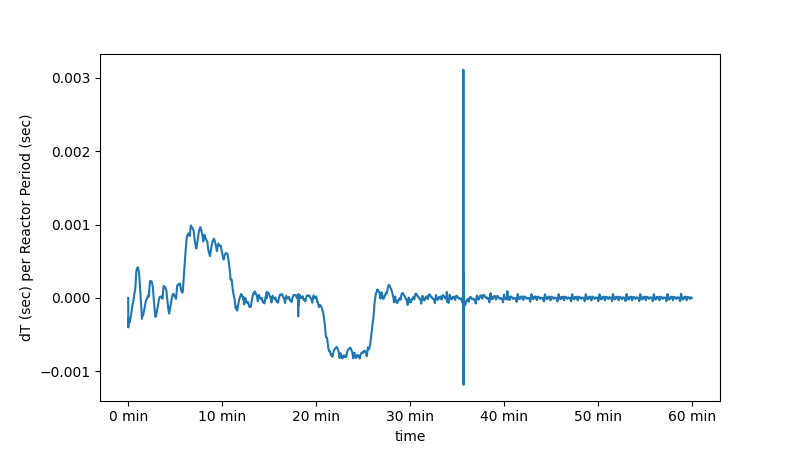 dT (sec) per Reactor Period (sec)
0.003
0.002
0.001
0.000
−0.001
0 min 10 min 20 min 30 min 40 min 50 min 60 min
time